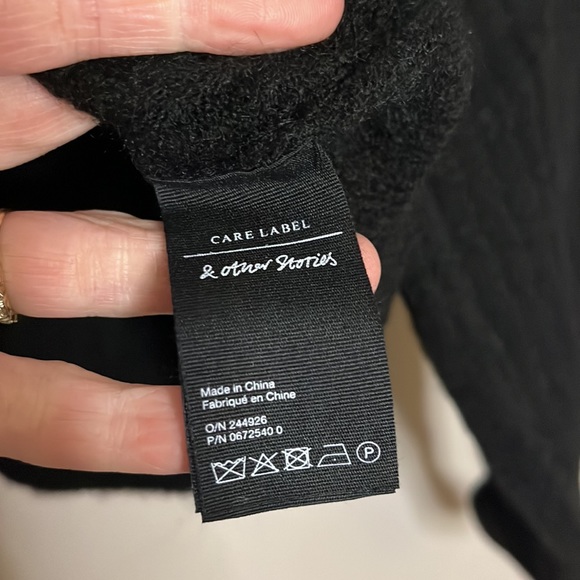 CARE LABEL
& other Stories
Made in China
Fabriqué en Chine
O/N 244926
P/N 0672540 0
P